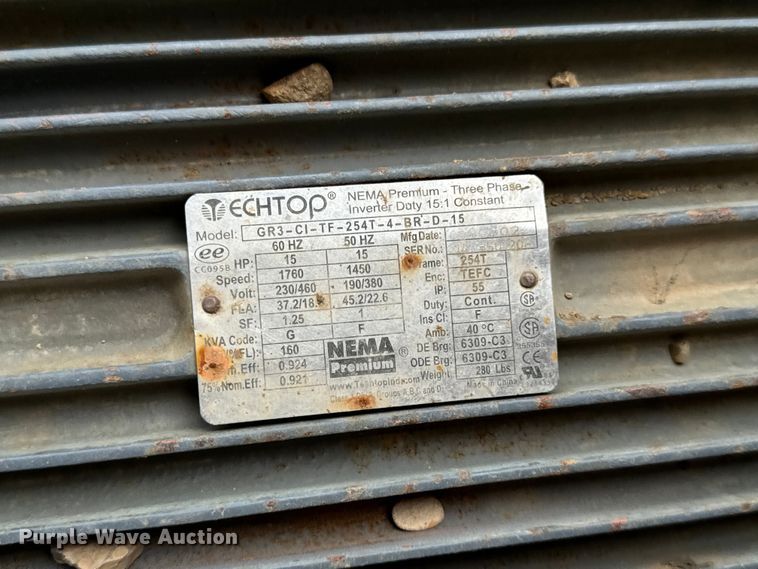 TECHTOP® NEMA Premium - Three Phase
Inverter Duty 15:1 Constant
Model: GR3-CI-TF-254T-4-BR-D-15
ee CC095B
60 HZ 50 HZ Mfg Date:
HP: 15 15 SER No.:
Speed: 1760 1450 Frame: 254T
Volt: 230/460 190/380 Enc: TEFC
FLA: 37.2/18. 45.2/22.6 IP: 55
SF: 1.25 1 Duty: Cont.
KVA Code: G F Ins Cl: F
%FL): 160 Amb: 40 °C
.Eff: 0.924 DE Brg: 6309-C3
75%Nom.Eff: 0.921 ODE Brg: 6309-C3
NEMA Premium ®
Weigh 280 Lbs
Made in China
Purple Wave Auction